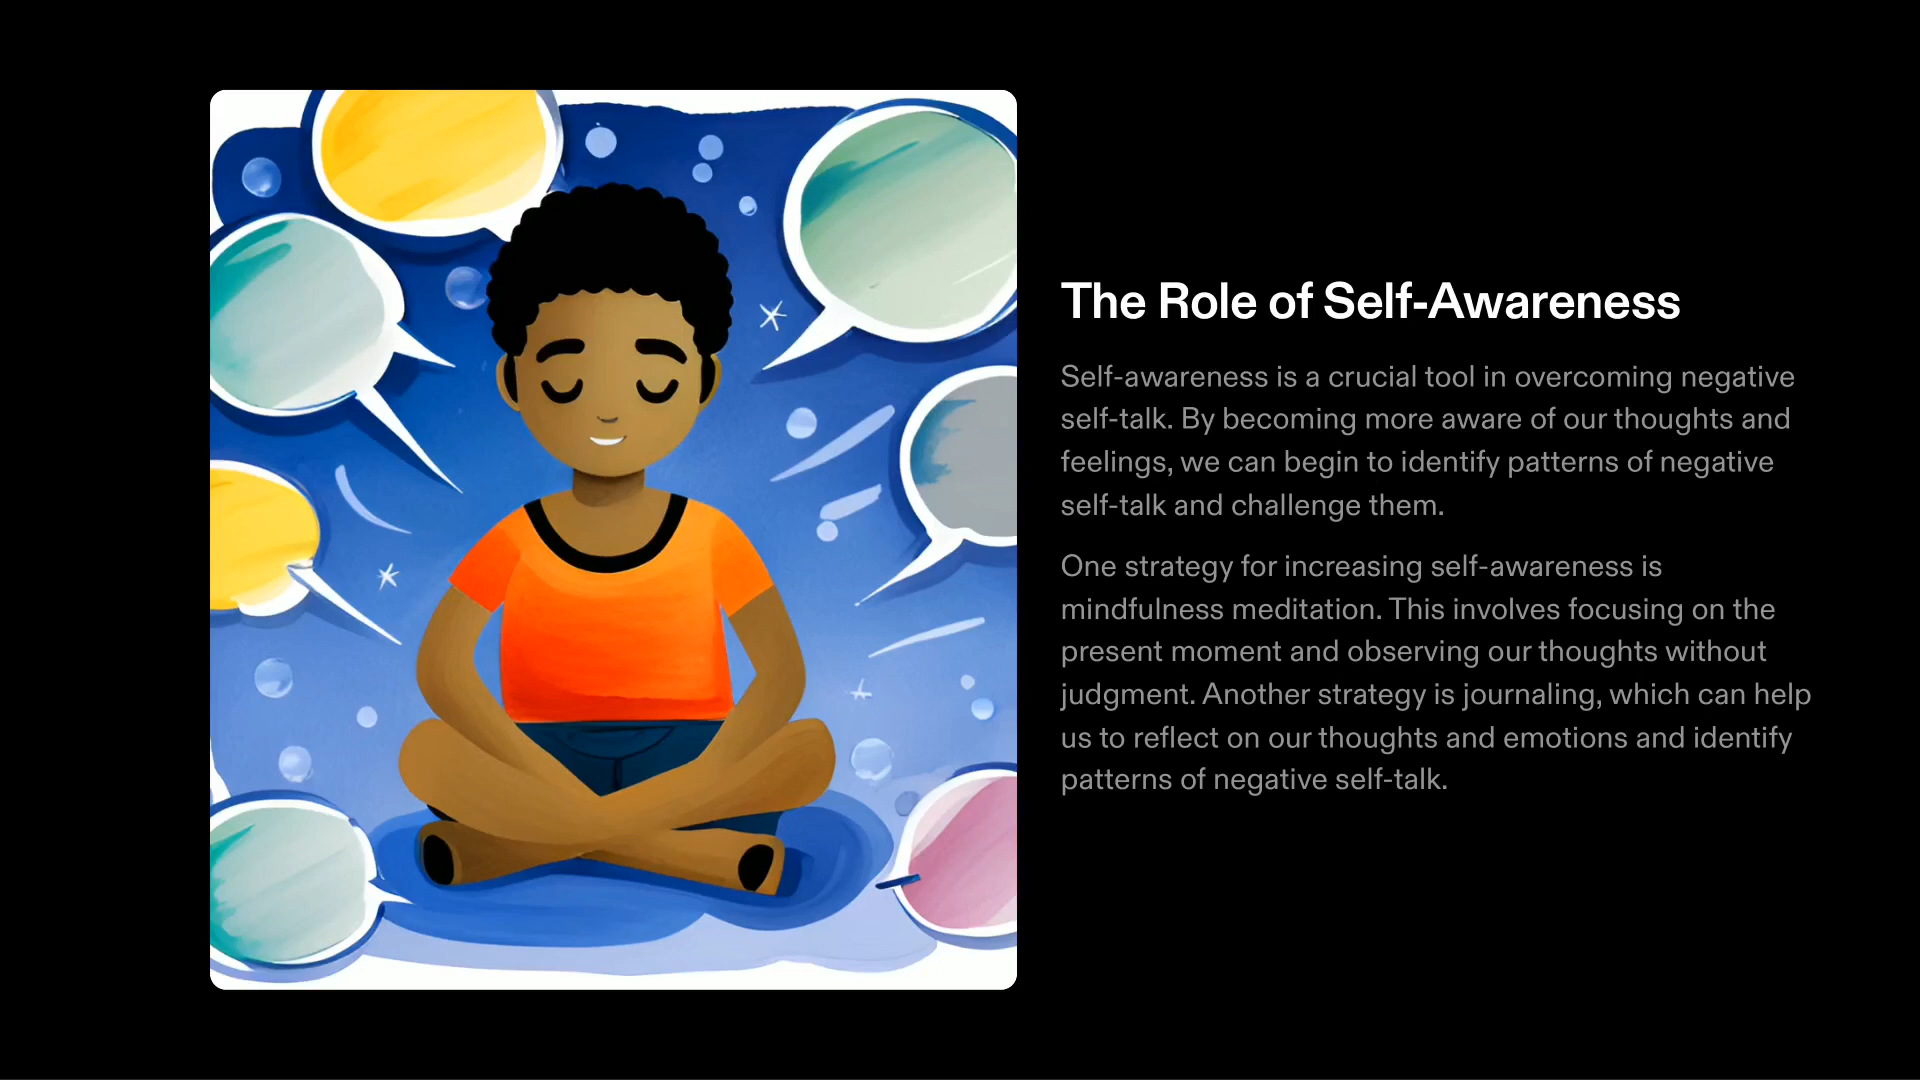 The Role of Self-Awareness
Self-awareness is a crucial tool in overcoming negative
self-talk. By becoming more aware of our thoughts and
feelings, we can begin to identify patterns of negative
self-talk and challenge them.
One strategy for increasing self-awareness is
mindfulness meditation. This involves focusing on the
present moment and observing our thoughts without
judgment. Another strategy is journaling, which can help
us to reflect on our thoughts and emotions and identify
patterns of negative self-talk.